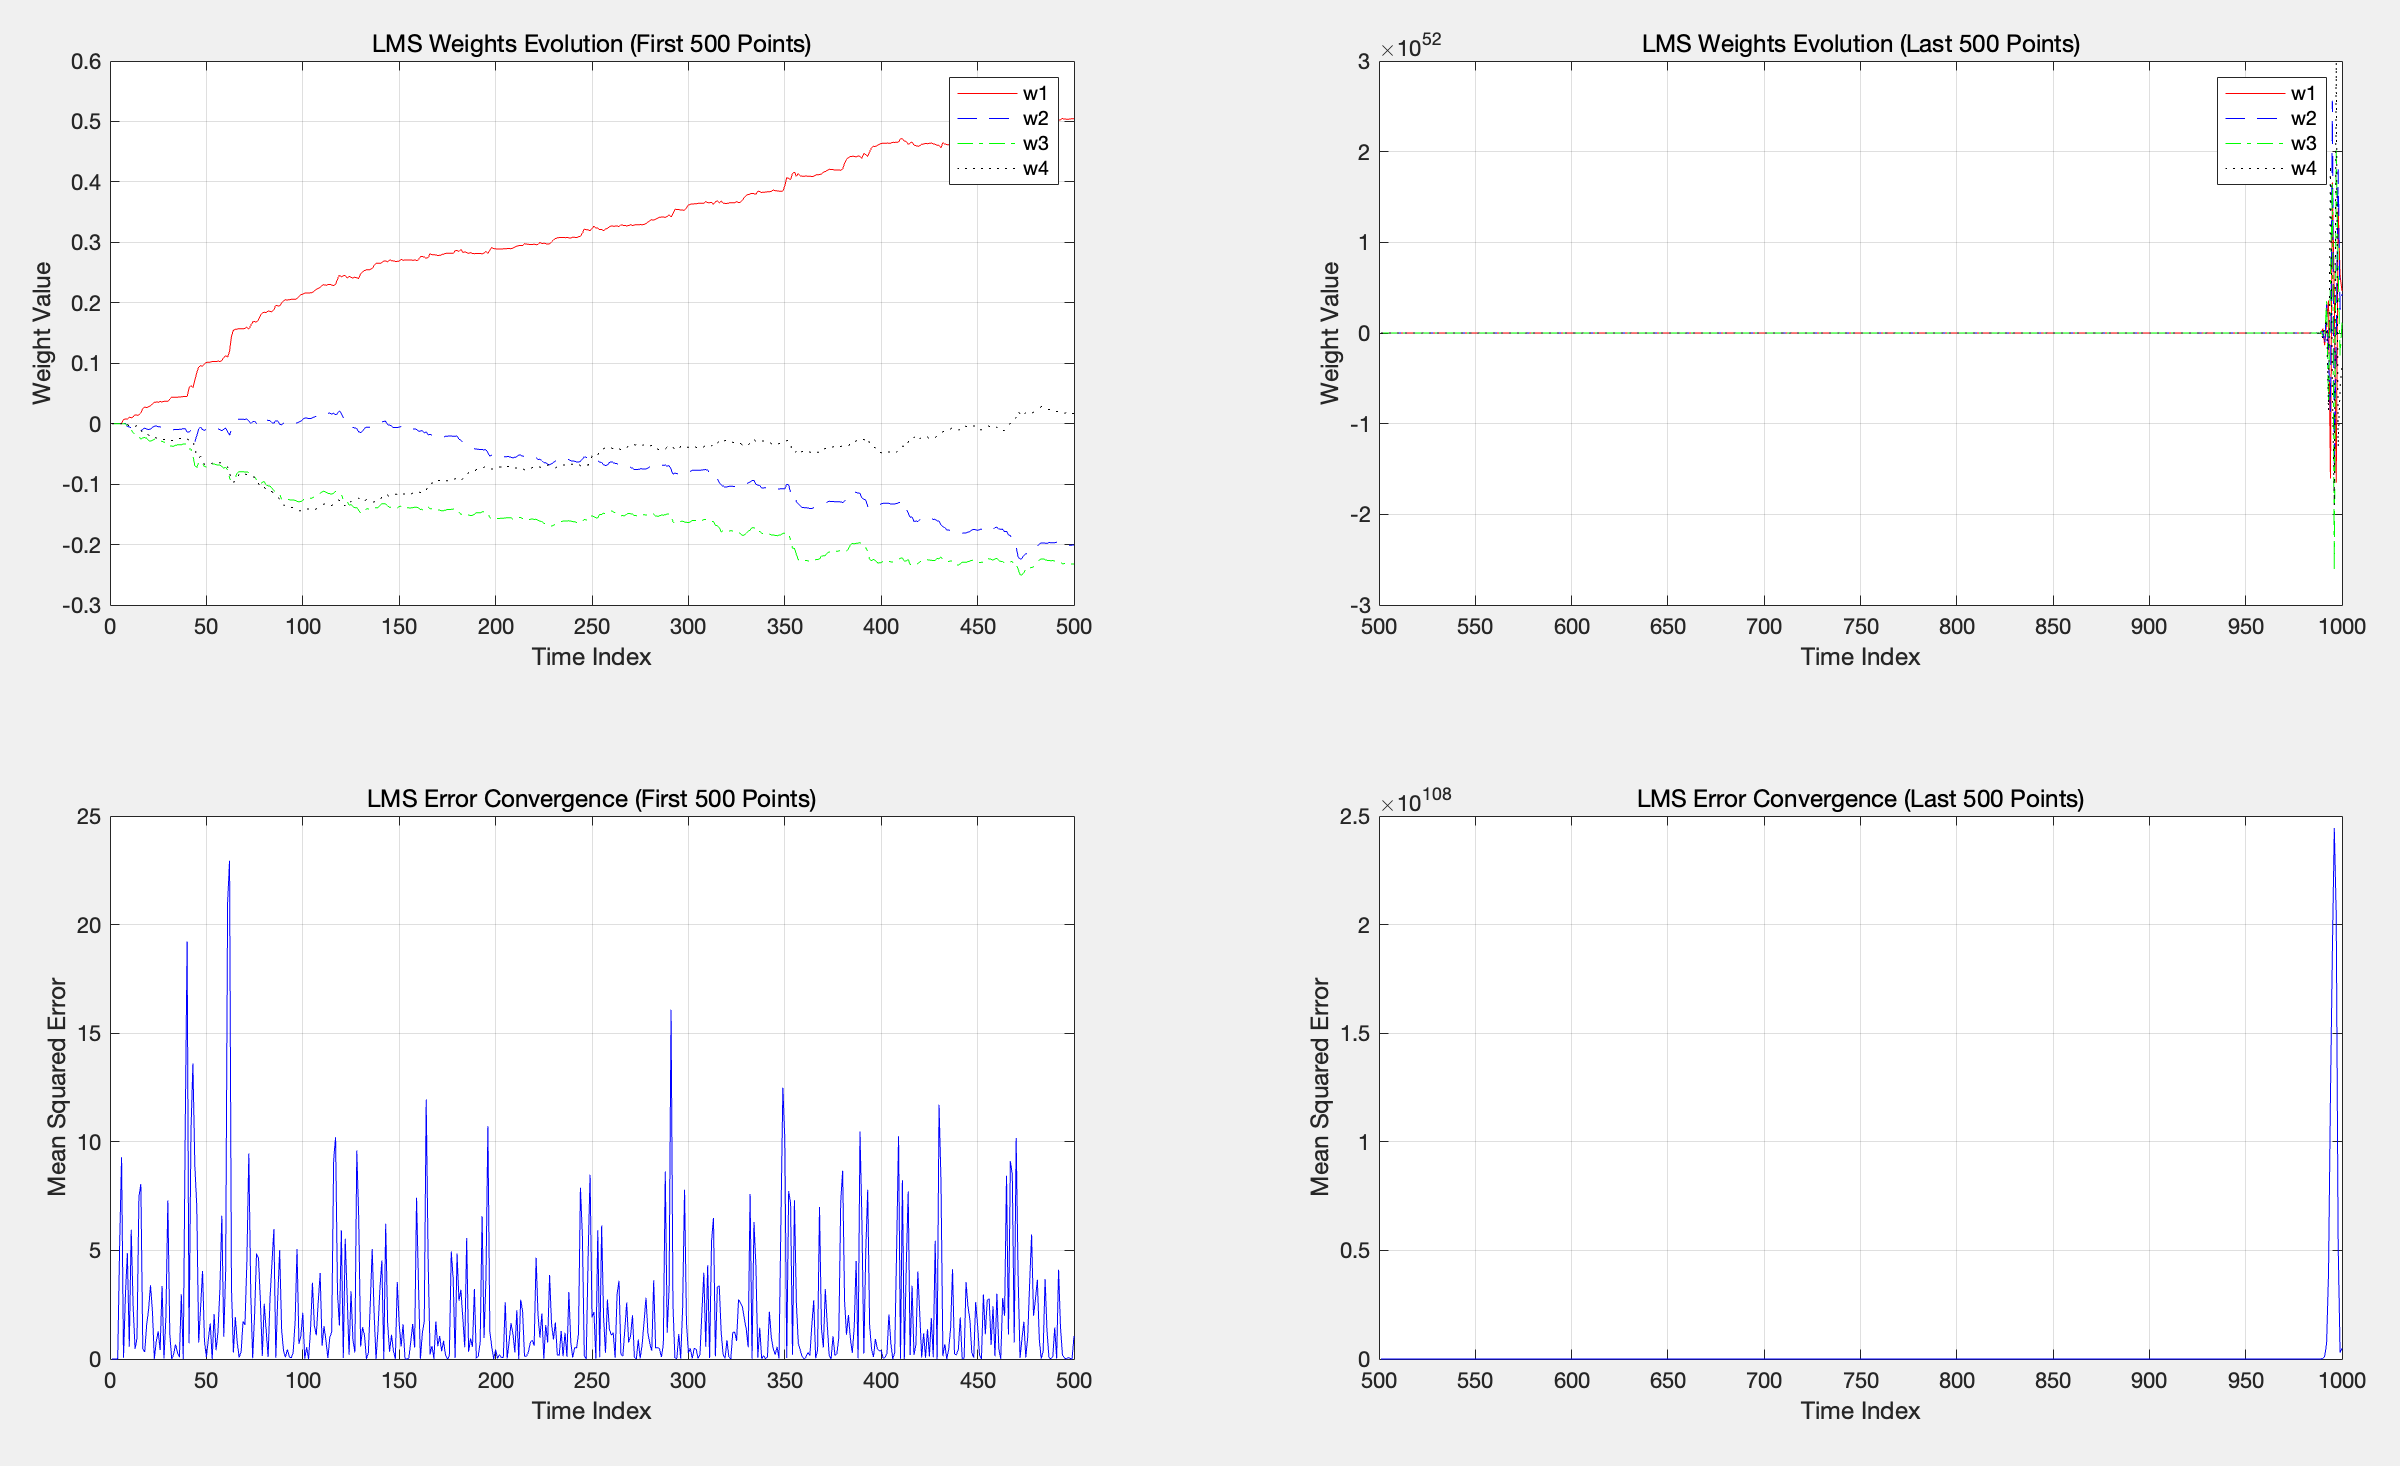 LMS Weights Evolution (First 500 Points)
Weight Value
0.6
0.5
0.4
0.3
0.2
0.1
0
-0.1
-0.2
-0.3
w1
w2
w3
w4
0 50 100 150 200 250 300 350 400 450 500
Time Index
LMS Weights Evolution (Last 500 Points)
×10^52
Weight Value
3
2
1
0
-1
-2
-3
w1
w2
w3
w4
500 550 600 650 700 750 800 850 900 950 1000
Time Index
LMS Error Convergence (First 500 Points)
Mean Squared Error
25
20
15
10
5
0
0 50 100 150 200 250 300 350 400 450 500
Time Index
LMS Error Convergence (Last 500 Points)
×10^108
Mean Squared Error
2.5
2
1.5
1
0.5
0
500 550 600 650 700 750 800 850 900 950 1000
Time Index